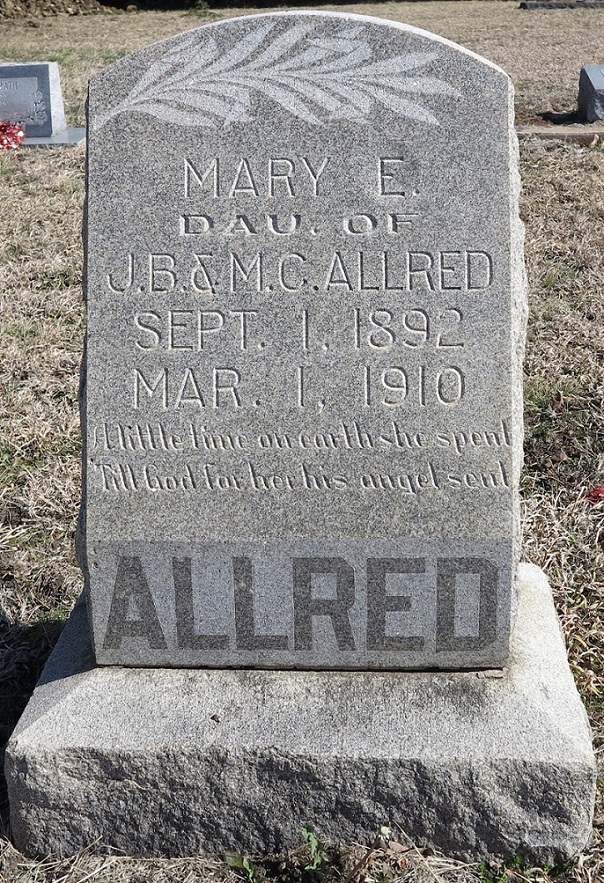 MARY E.
DAU. OF
J.B. & M.C. ALLRED
SEPT. 1, 1892
MAR. 1, 1910
A little time on earth she spent
Till God for her his angel sent
ALLRED